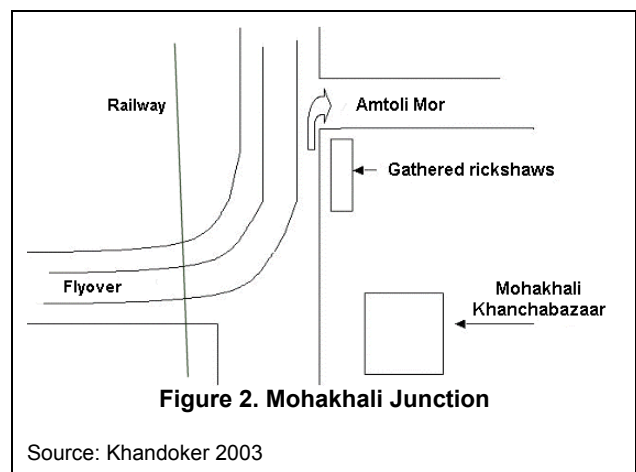 Railway
Amtoli Mor
Gathered rickshaws
Flyover
Mohakhali
Khanchabazaar
Figure 2. Mohakhali Junction
Source: Khandoker 2003